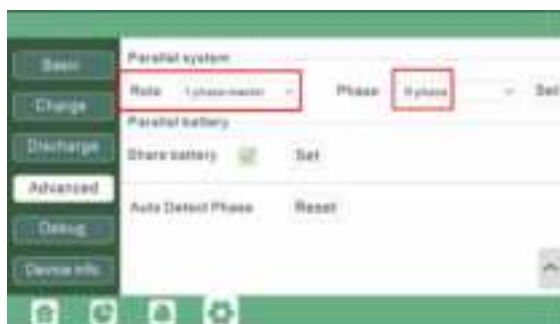 Basic
Parallel system
Role 1 phase master Phase R phase Set
Charge
Parallel battery
Discharge
Share battery Set
Advanced
Auto Detect Phase Reset
Debug
Device info.